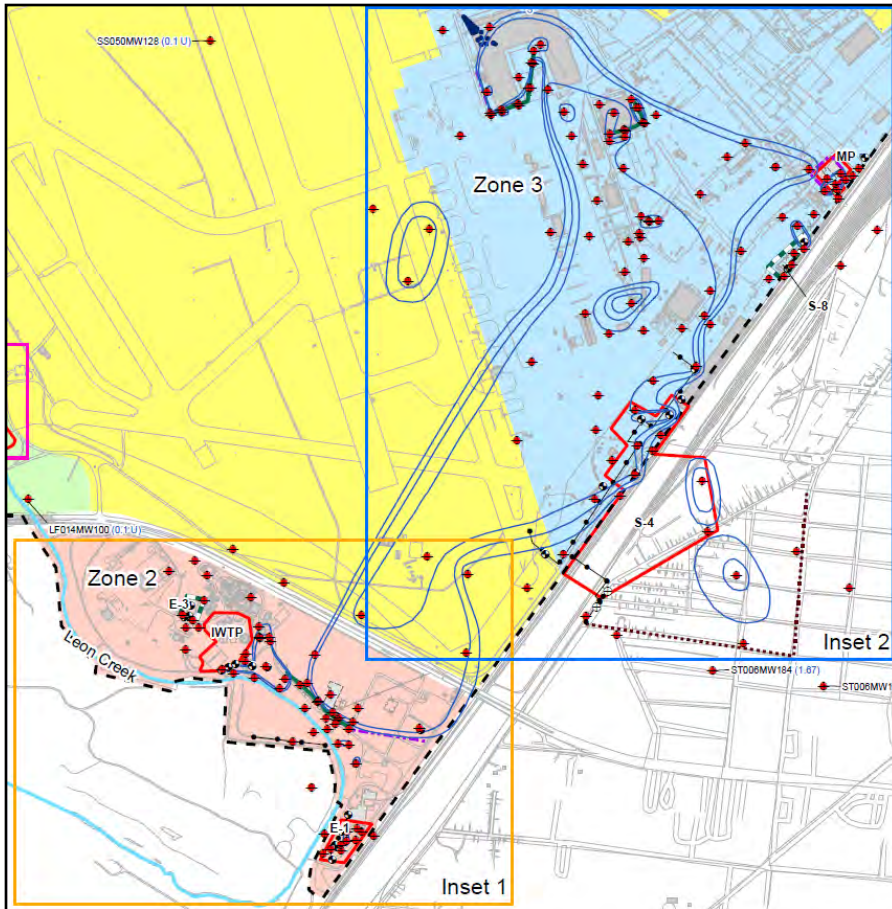 SS050MW128 (0.1 U)
MP
Zone 3
S-8
S-4
LF014MW100 (0.1 U)
Zone 2
E-3
IWTP
Leon Creek
Inset 2
ST006MW184 (1.67)
ST006MW1
E-1
Inset 1